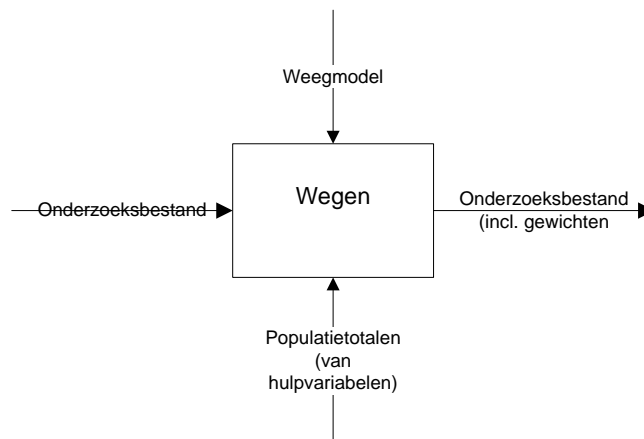 Weegmodel
Wegen
Onderzoeksbestand
Onderzoeksbestand
(incl. gewichten
Populatietotalen
(van
hulpvariabelen)